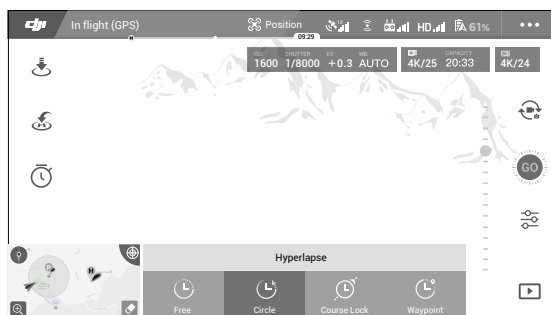 dji In flight (GPS) Position 12 HD 61%
H 09:29
ISO SHUTTER EV WB CAPACITY
1600 1/8000 +0.3 AUTO 4K/25 20:33 4K/24
H
GO
Hyperlapse
H
Free Circle Course Lock Waypoint